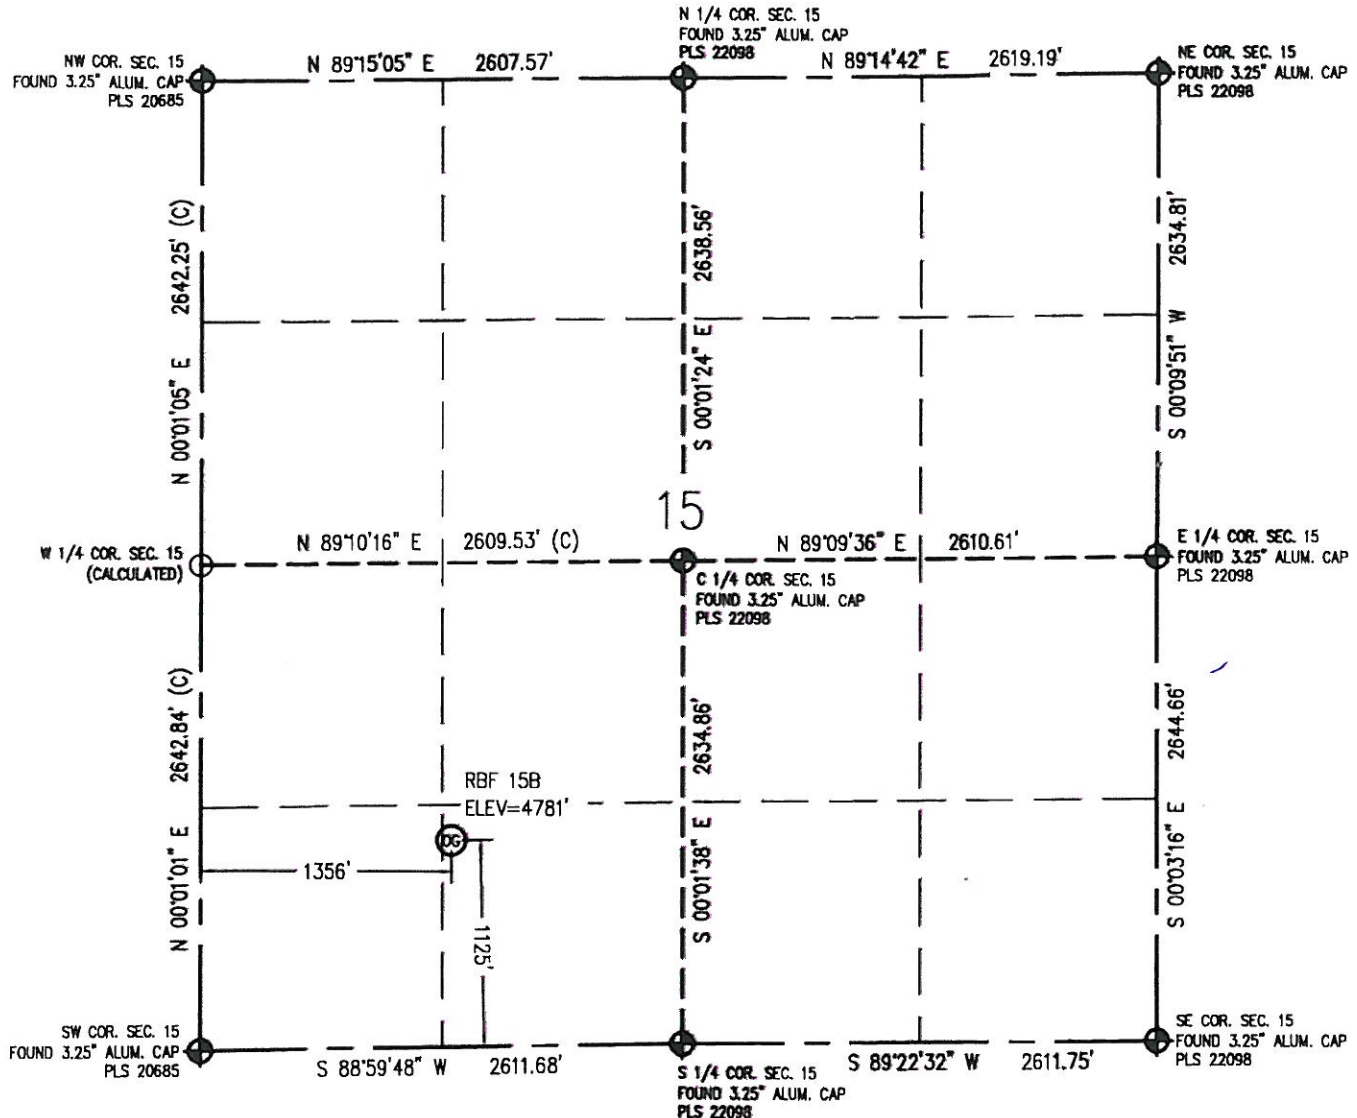 N 1/4 COR. SEC. 15
FOUND 3.25" ALUM. CAP
PLS 22098
NW COR. SEC. 15
FOUND 3.25" ALUM. CAP
PLS 20685
N 89°15'05" E 2607.57'
N 89°14'42" E 2619.19'
NE COR. SEC. 15
FOUND 3.25" ALUM. CAP
PLS 22098
N 00°01'05" E 2642.25' (C)
S 00°01'24" E 2638.56'
S 00°09'51" W 2634.81'
15
W 1/4 COR. SEC. 15
(CALCULATED)
N 89°10'16" E 2609.53' (C)
N 89°09'36" E 2610.61'
E 1/4 COR. SEC. 15
FOUND 3.25" ALUM. CAP
PLS 22098
C 1/4 COR. SEC. 15
FOUND 3.25" ALUM. CAP
PLS 22098
N 00°01'01" E 2642.84' (C)
RBF 15B
ELEV=4781'
DG
1356'
1125'
S 00°01'38" E 2634.86'
S 00°03'16" E 2644.66'
SW COR. SEC. 15
FOUND 3.25" ALUM. CAP
PLS 20685
S 88°59'48" W 2611.68'
S 1/4 COR. SEC. 15
FOUND 3.25" ALUM. CAP
PLS 22098
S 89°22'32" W 2611.75'
SE COR. SEC. 15
FOUND 3.25" ALUM. CAP
PLS 22098